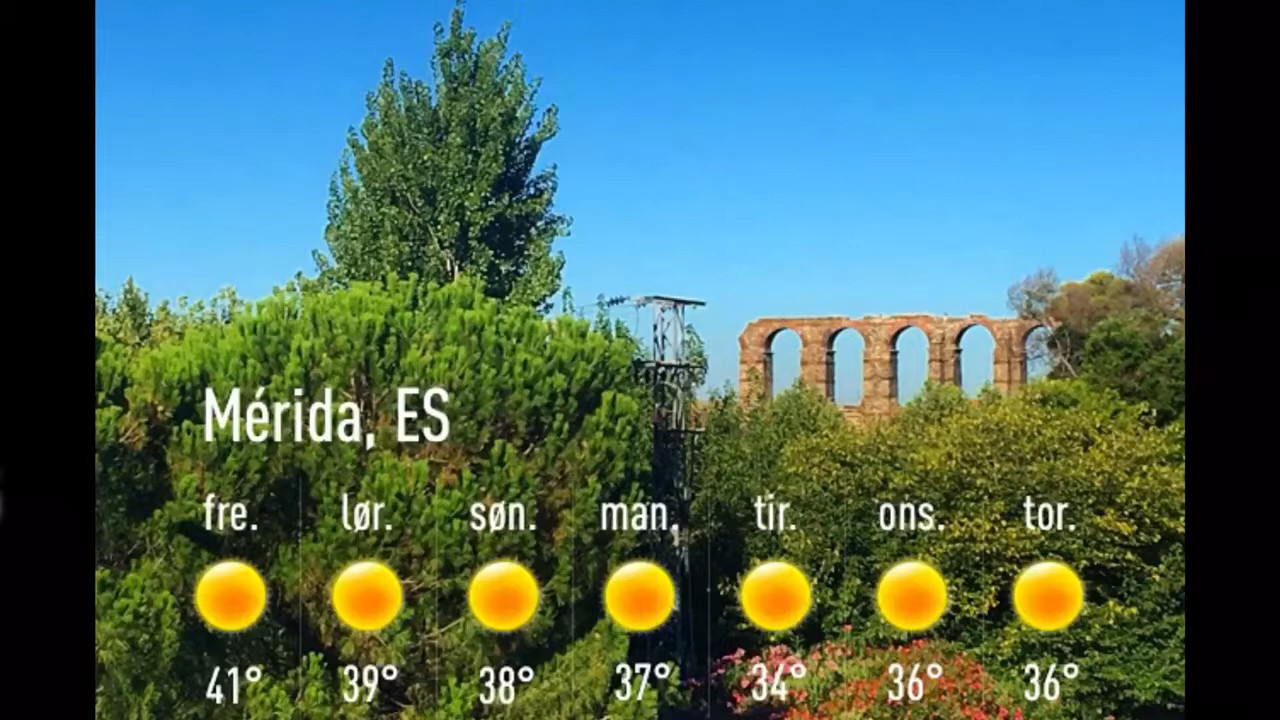 Mérida, ES
fre. lør. søn. man. tir. ons. tor.
41° 39° 38° 37° 34° 36° 36°